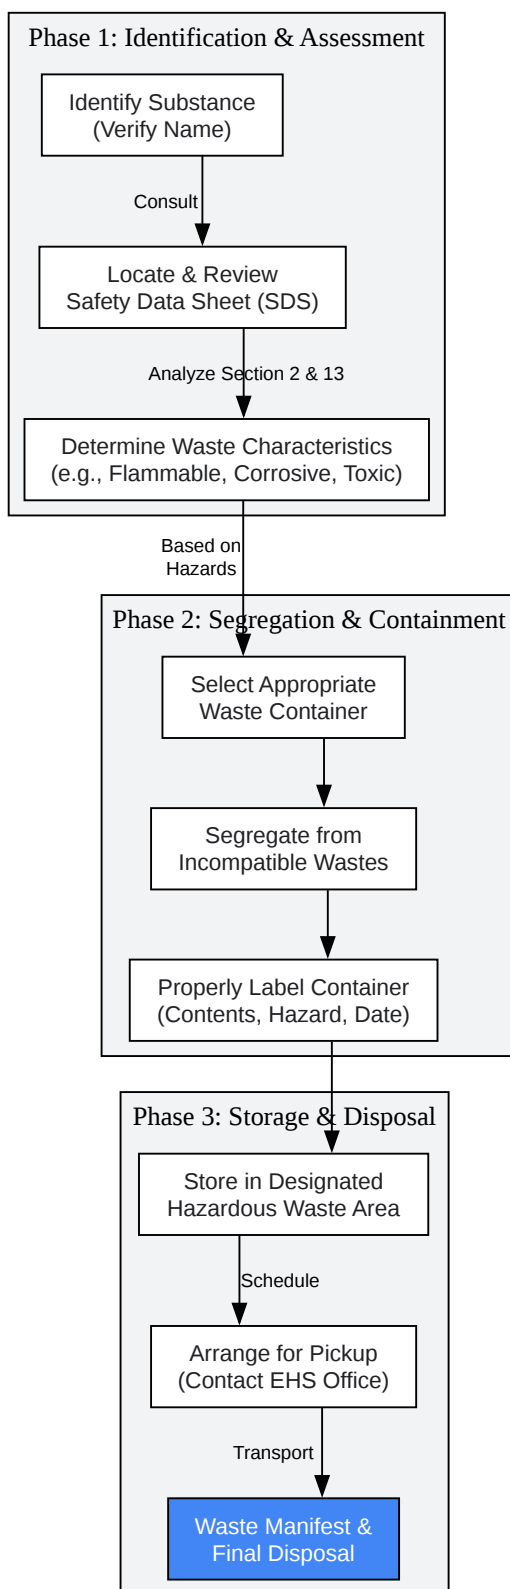 Phase 1: Identification & Assessment
Identify Substance
(Verify Name)
Consult
Locate & Review
Safety Data Sheet (SDS)
Analyze Section 2 & 13
Determine Waste Characteristics
(e.g., Flammable, Corrosive, Toxic)
Based on
Hazards
Phase 2: Segregation & Containment
Select Appropriate
Waste Container
Segregate from
Incompatible Wastes
Properly Label Container
(Contents, Hazard, Date)
Phase 3: Storage & Disposal
Store in Designated
Hazardous Waste Area
Schedule
Arrange for Pickup
(Contact EHS Office)
Transport
Waste Manifest &
Final Disposal